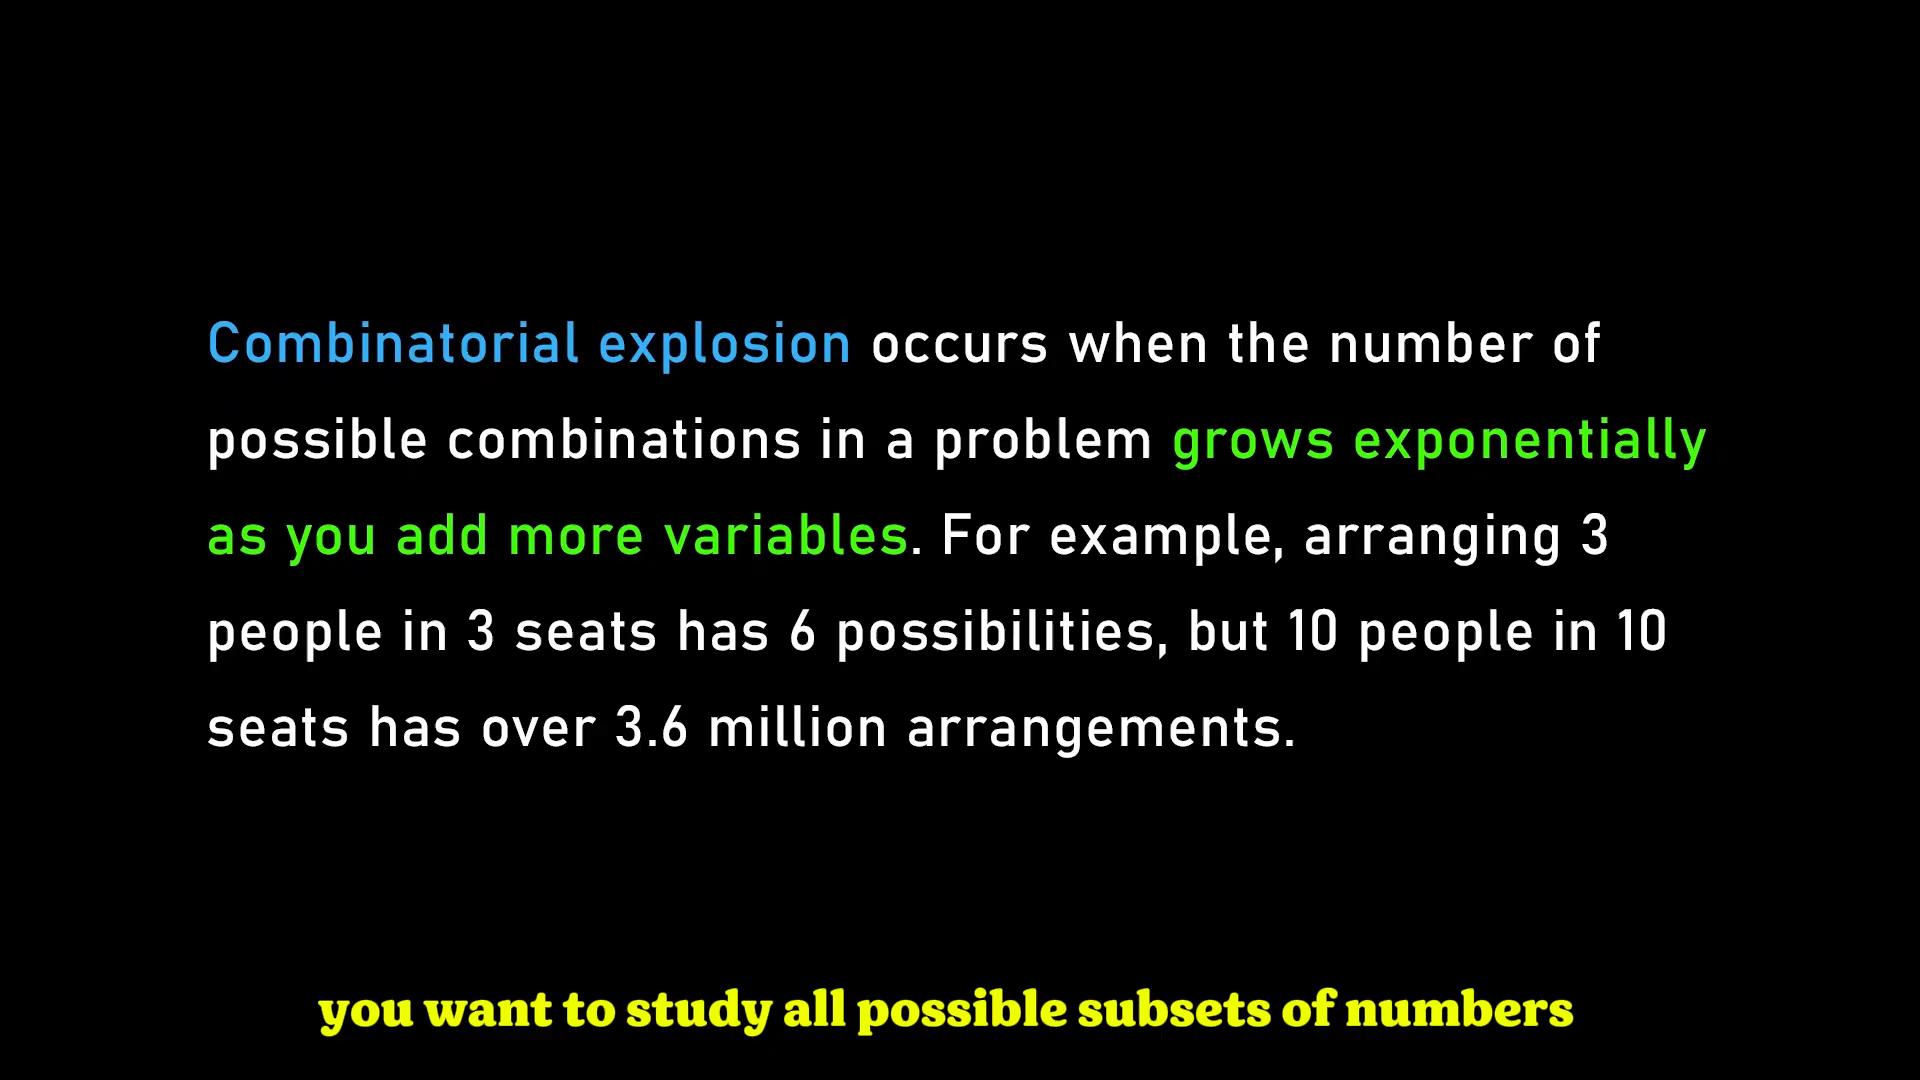 Combinatorial explosion occurs when the number of
possible combinations in a problem grows exponentially
as you add more variables. For example, arranging 3
people in 3 seats has 6 possibilities, but 10 people in 10
seats has over 3.6 million arrangements.
you want to study all possible subsets of numbers